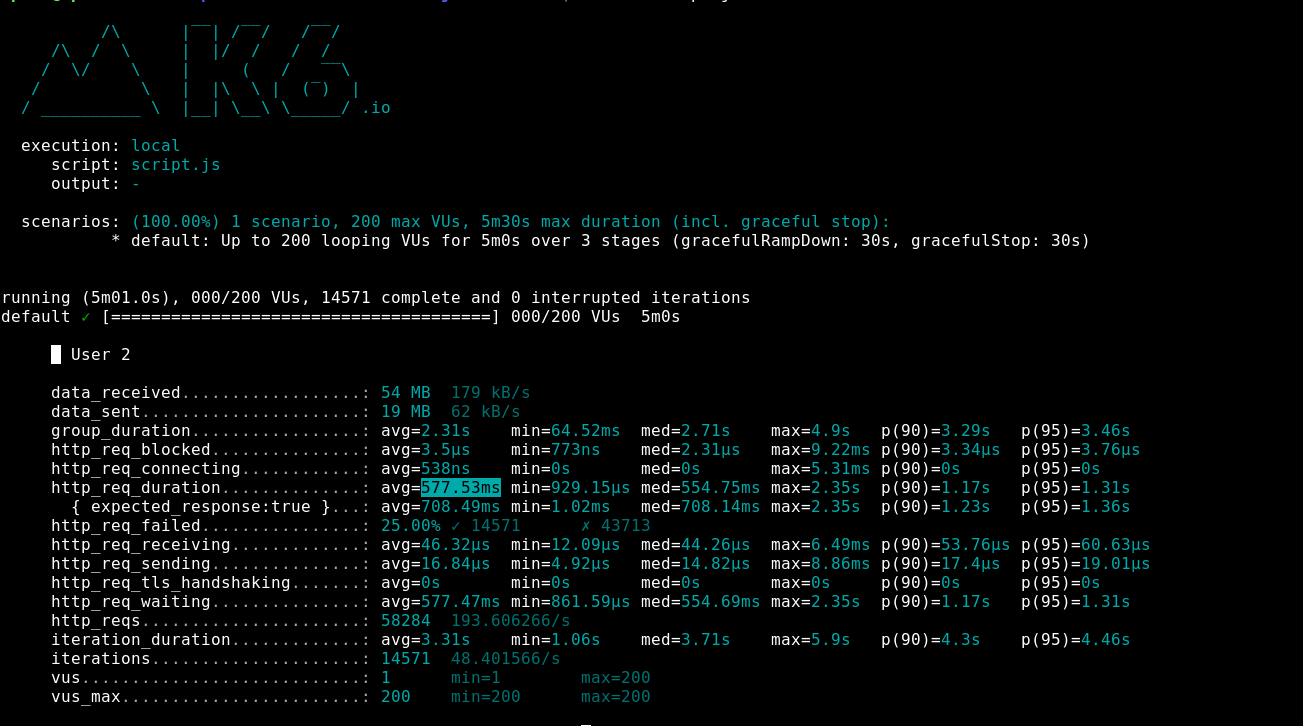 /\      |‾‾| /‾‾/   /‾‾/
/\  /  \     |  |/  /   /  /
/  \/    \    |     (   /   ‾‾\
/          \   |  |\  \ |  (‾)  |
/ __________ \  |__| \__\ \_____/ .io
execution: local
script: script.js
output: -
scenarios: (100.00%) 1 scenario, 200 max VUs, 5m30s max duration (incl. graceful stop):
* default: Up to 200 looping VUs for 5m0s over 3 stages (gracefulRampDown: 30s, gracefulStop: 30s)
running (5m01.0s), 000/200 VUs, 14571 complete and 0 interrupted iterations
default ✓ [======================================] 000/200 VUs  5m0s
█ User 2
data_received..................: 54 MB  179 kB/s
data_sent......................: 19 MB  62 kB/s
group_duration.................: avg=2.31s    min=64.52ms  med=2.71s    max=4.9s   p(90)=3.29s   p(95)=3.46s
http_req_blocked...............: avg=3.5µs    min=773ns    med=2.31µs   max=9.22ms p(90)=3.34µs  p(95)=3.76µs
http_req_connecting............: avg=538ns    min=0s       med=0s       max=5.31ms p(90)=0s      p(95)=0s
http_req_duration..............: avg=577.53ms min=929.15µs med=554.75ms max=2.35s  p(90)=1.17s   p(95)=1.31s
{ expected_response:true }...: avg=708.49ms min=1.02ms   med=708.14ms max=2.35s  p(90)=1.23s   p(95)=1.36s
http_req_failed................: 25.00% ✓ 14571      ✗ 43713
http_req_receiving.............: avg=46.32µs  min=12.09µs  med=44.26µs  max=6.49ms p(90)=53.76µs p(95)=60.63µs
http_req_sending...............: avg=16.84µs  min=4.92µs   med=14.82µs  max=8.86ms p(90)=17.4µs  p(95)=19.01µs
http_req_tls_handshaking.......: avg=0s       min=0s       med=0s       max=0s     p(90)=0s      p(95)=0s
http_req_waiting...............: avg=577.47ms min=861.59µs med=554.69ms max=2.35s  p(90)=1.17s   p(95)=1.31s
http_reqs......................: 58284  193.606266/s
iteration_duration.............: avg=3.31s    min=1.06s    med=3.71s    max=5.9s   p(90)=4.3s    p(95)=4.46s
iterations.....................: 14571  48.401566/s
vus............................: 1      min=1        max=200
vus_max........................: 200    min=200      max=200